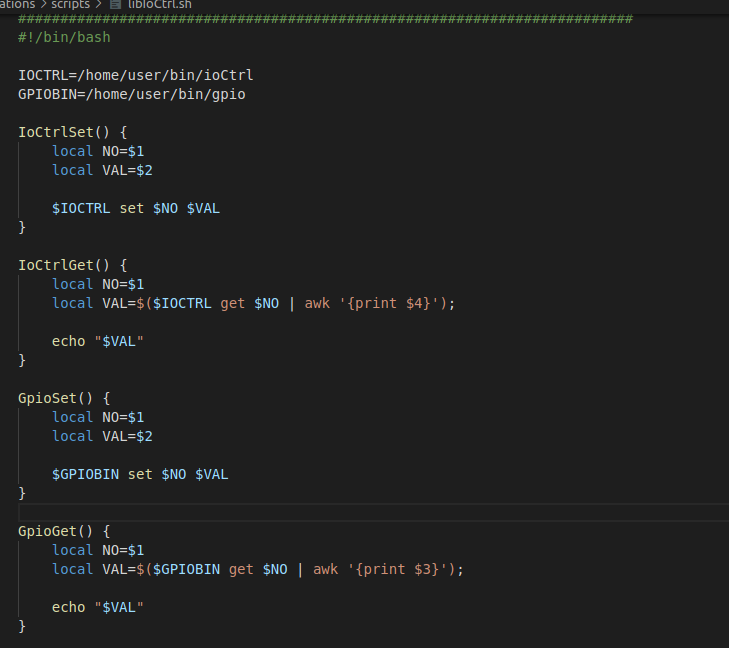 ations > scripts > libIoCtrl.sh
#########################################################################
#!/bin/bash
IOCTRL=/home/user/bin/ioCtrl
GPIOBIN=/home/user/bin/gpio
IoCtrlSet() {
local NO=$1
local VAL=$2
$IOCTRL set $NO $VAL
}
IoCtrlGet() {
local NO=$1
local VAL=$($IOCTRL get $NO | awk '{print $4}');
echo "$VAL"
}
GpioSet() {
local NO=$1
local VAL=$2
$GPIOBIN set $NO $VAL
}
GpioGet() {
local NO=$1
local VAL=$($GPIOBIN get $NO | awk '{print $3}');
echo "$VAL"
}